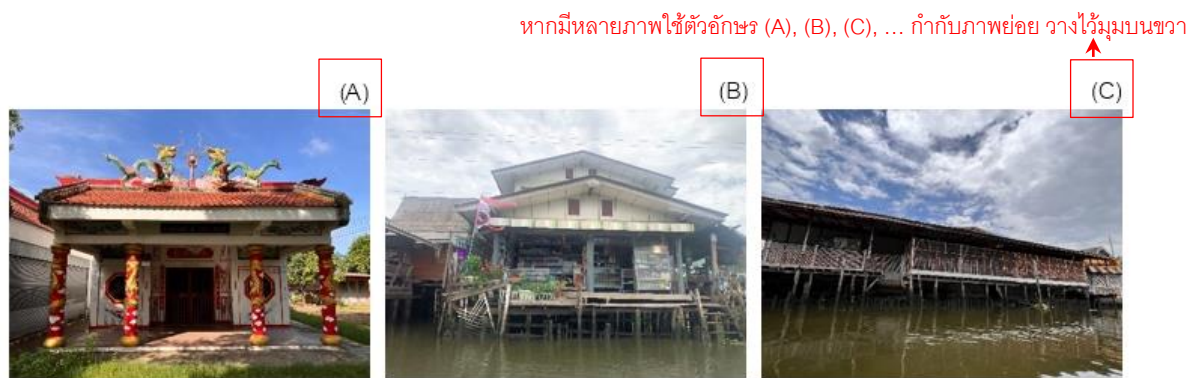 หากมีหลายภาพใช้ตัวอักษร (A), (B), (C), … กำกับภาพย่อย วางไว้มุมบนขวา
(A)
(B)
(C)